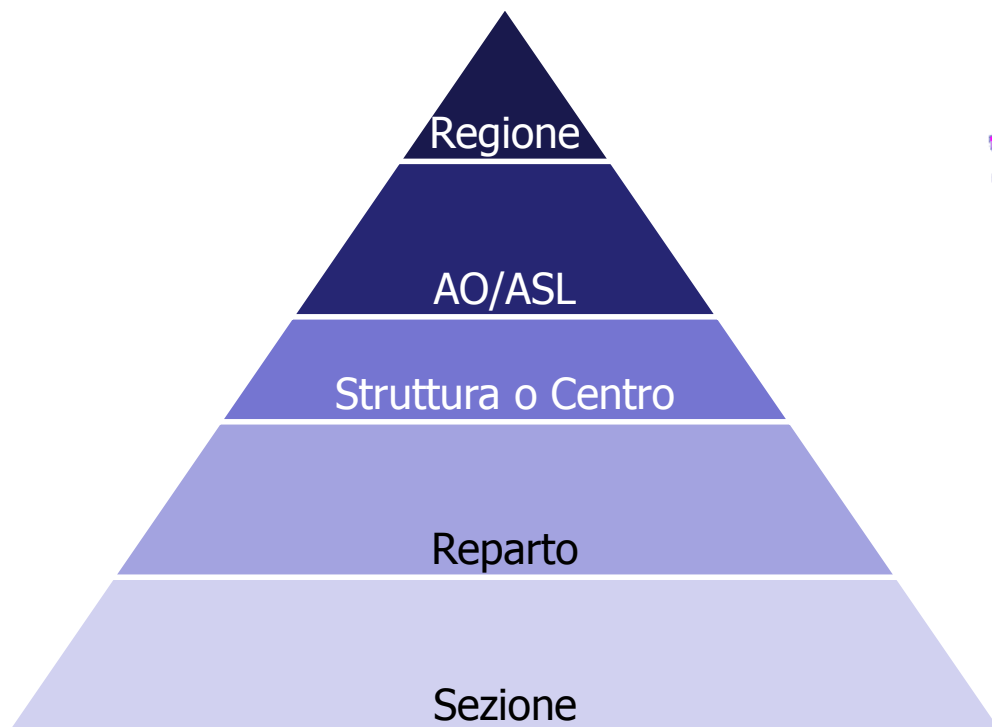 Regione
AO/ASL
Struttura o Centro
Reparto
Sezione